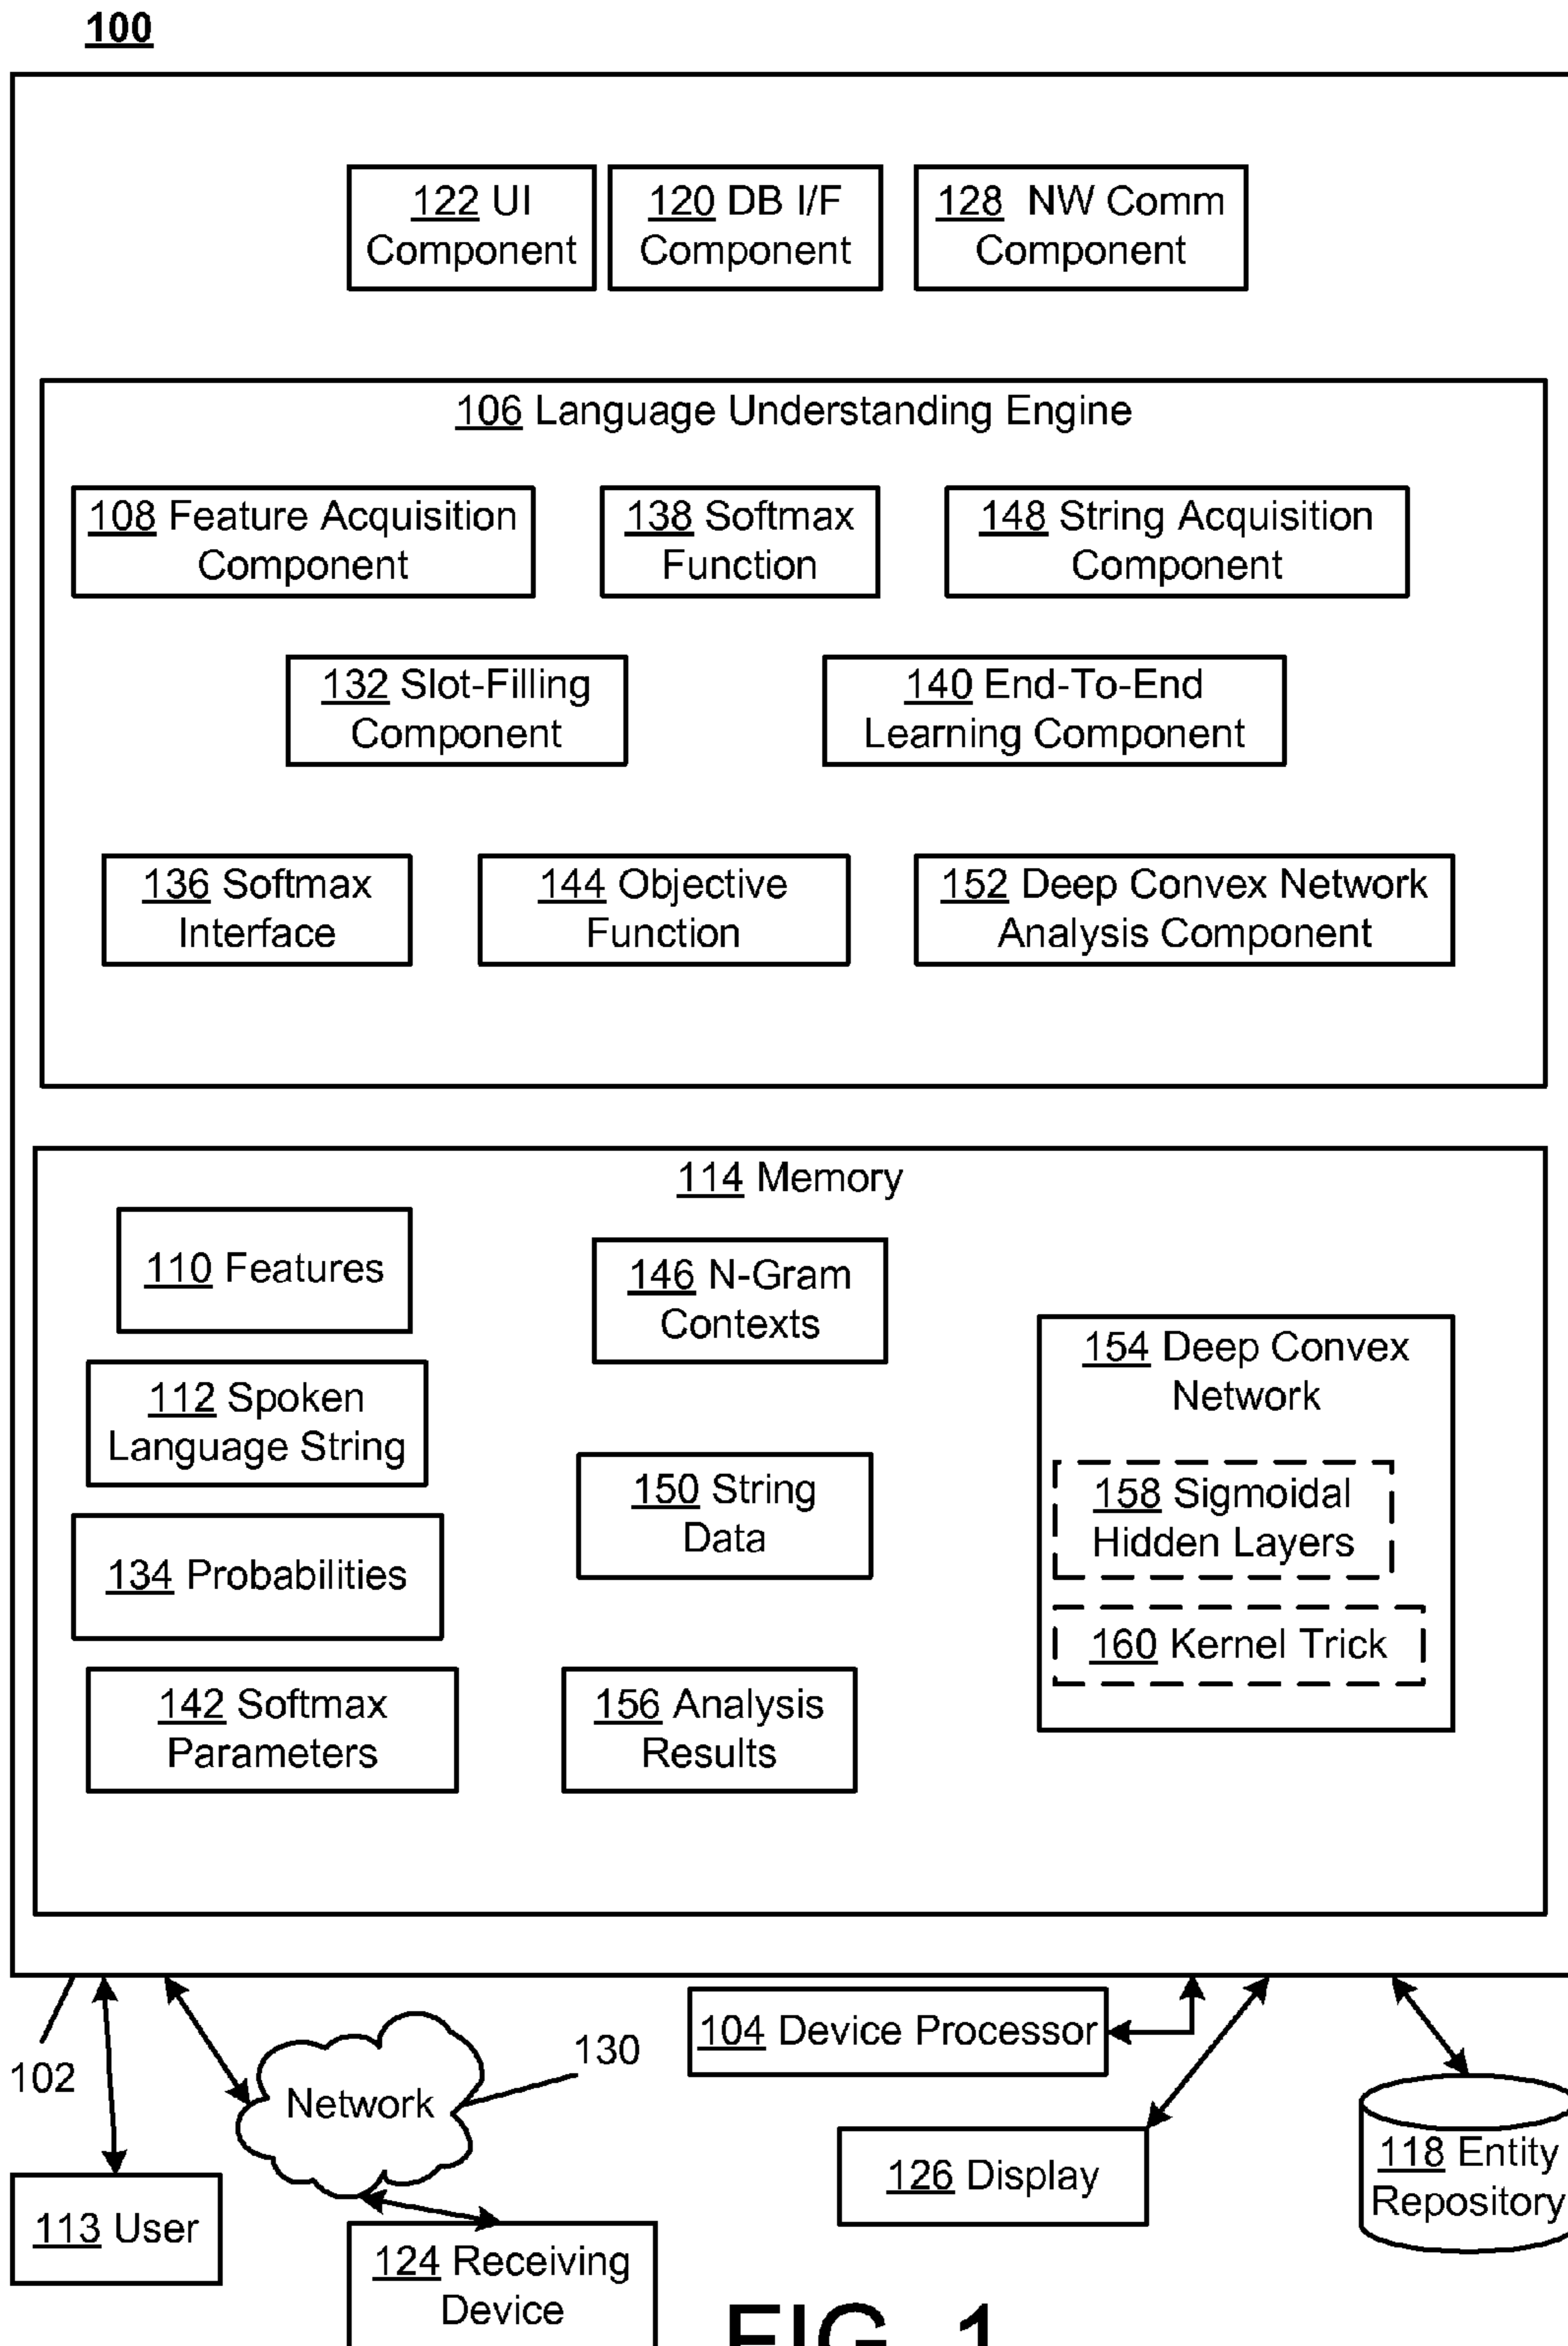 100
122 UI
Component
120 DB I/F
Component
128 NW Comm
Component
106 Language Understanding Engine
108 Feature Acquisition
Component
138 Softmax
Function
148 String Acquisition
Component
132 Slot-Filling
Component
140 End-To-End
Learning Component
136 Softmax
Interface
144 Objective
Function
152 Deep Convex Network
Analysis Component
114 Memory
110 Features
146 N-Gram
Contexts
154 Deep Convex
Network
112 Spoken
Language String
150 String
Data
158 Sigmoidal
Hidden Layers
134 Probabilities
160 Kernel Trick
142 Softmax
Parameters
156 Analysis
Results
102
Network
130
104 Device Processor
126 Display
118 Entity
Repository
113 User
124 Receiving
Device
FIG. 1